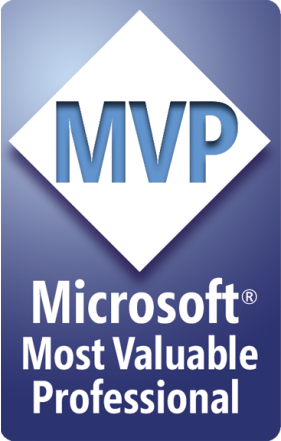 MVP
Microsoft®
Most Valuable
Professional